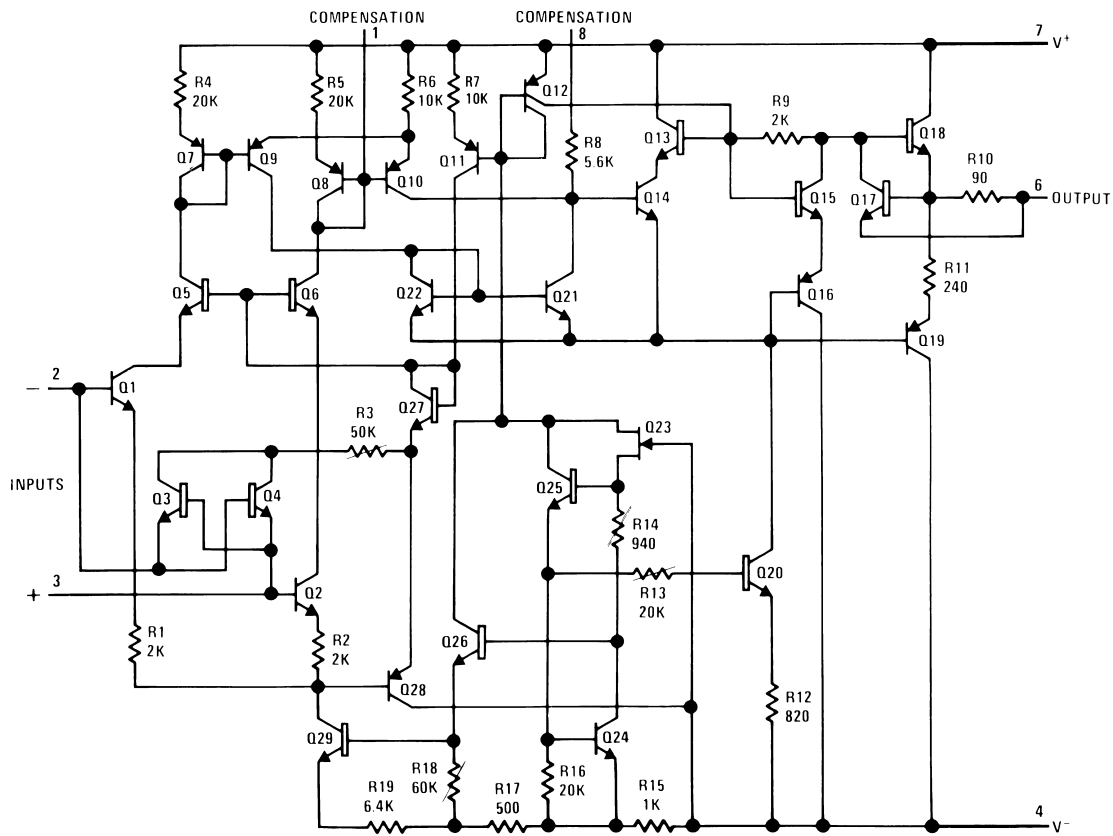 COMPENSATION
1
COMPENSATION
8
7
V+
R4
20K
R5
20K
R6
10K
R7
10K
Q12
R8
5.6K
R9
2K
Q13
Q18
Q7
Q9
Q8
Q10
Q11
R10
90
6
OUTPUT
Q14
Q15
Q17
Q5
Q6
Q22
Q21
Q16
R11
240
Q19
2
−
Q1
Q27
R3
50K
Q23
INPUTS
Q3
Q4
Q25
R14
940
3
+
Q2
R13
20K
Q20
R1
2K
R2
2K
Q26
Q28
R12
820
Q29
Q24
R18
60K
R19
6.4K
R17
500
R16
20K
R15
1K
4
V−